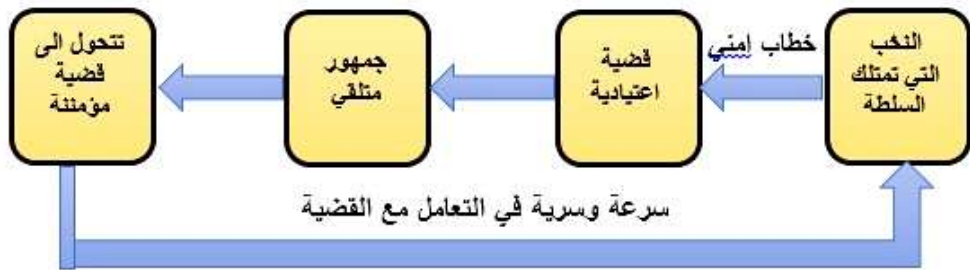 النخب
التي تمتلك
السلطة
خطاب إمني
قضية
اعتيادية
جمهور
متلقي
تتحول الى
قضية
مؤمننة
سرعة وسرية في التعامل مع القضية